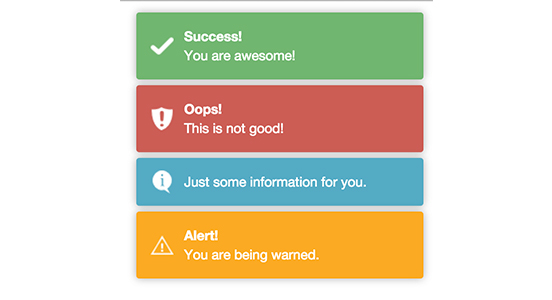 Success!
You are awesome!
Oops!
This is not good!
Just some information for you.
Alert!
You are being warned.